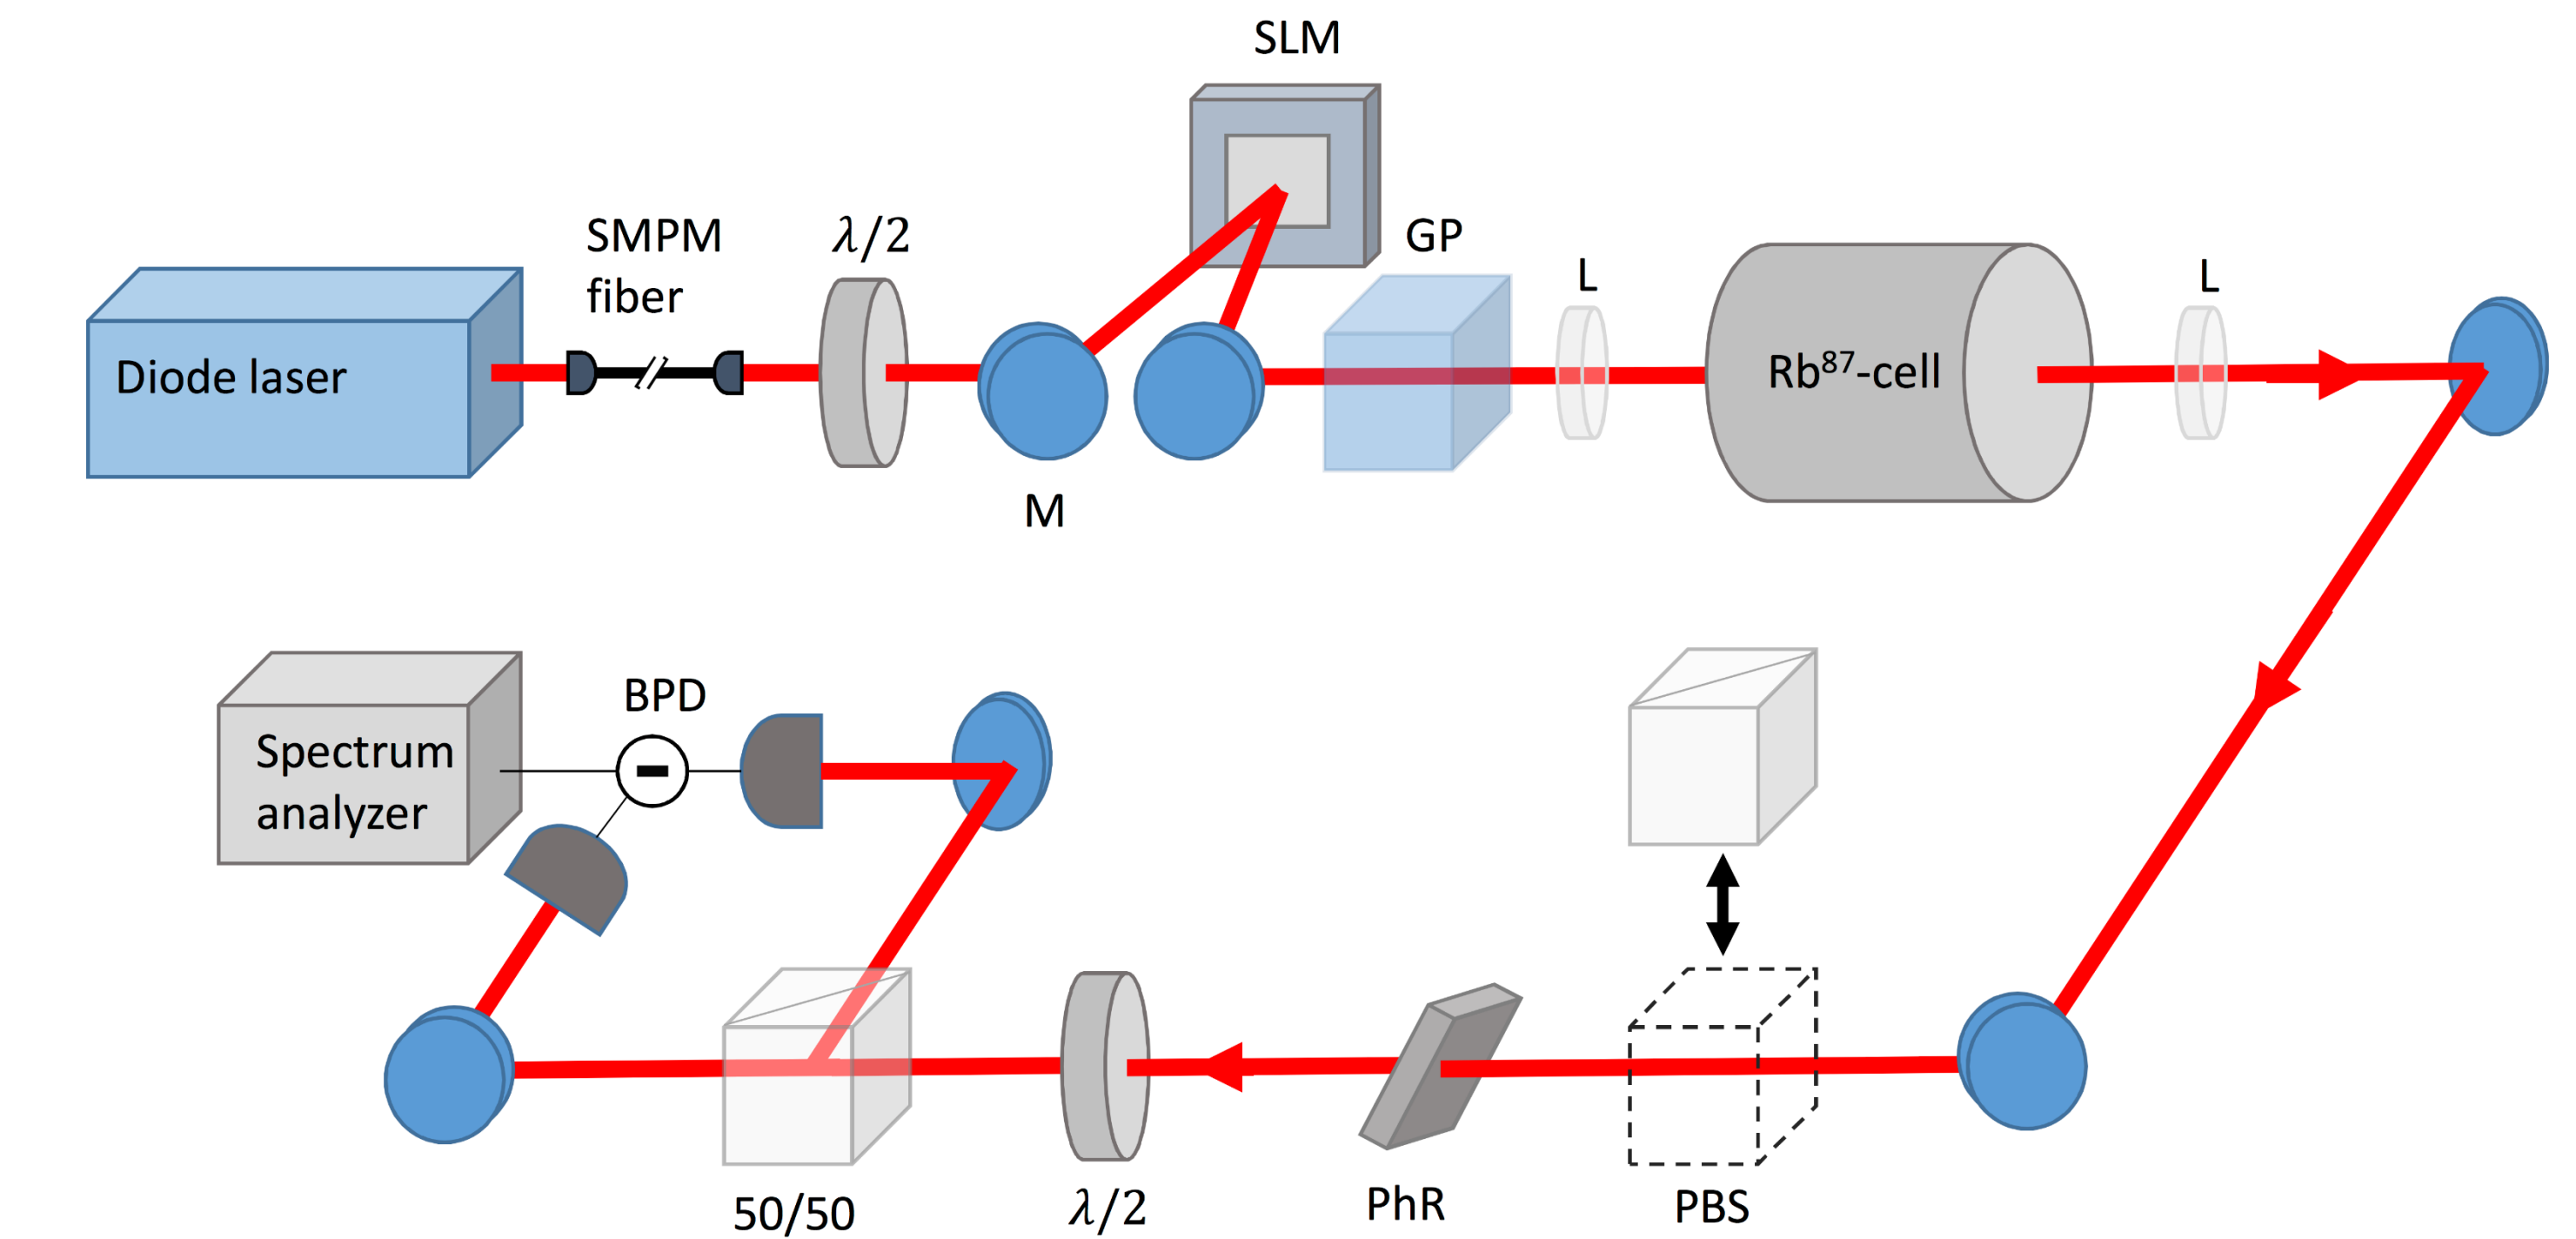 SLM
SMPM
fiber
λ/2
GP
L
L
Diode laser
Rb⁸⁷-cell
M
BPD
Spectrum
analyzer
50/50
λ/2
PhR
PBS